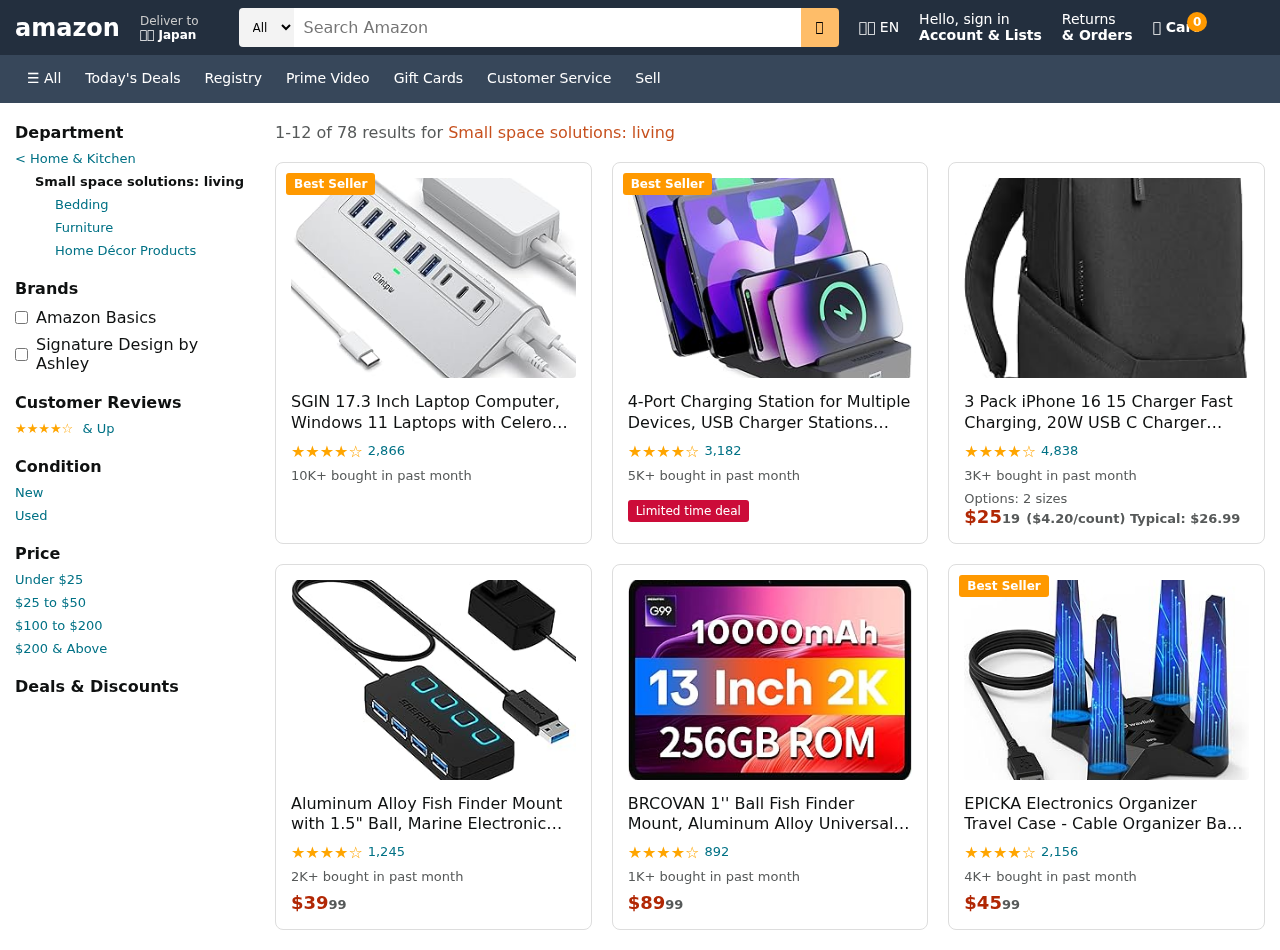 amazon
Deliver to
Japan
All
Search Amazon
EN
Hello, sign in
Account & Lists
Returns
& Orders
0
☰ All
Today's Deals
Registry
Prime Video
Gift Cards
Customer Service
Sell
Department
< Home & Kitchen
Small space solutions: living
Bedding
Furniture
Home Décor Products
Brands
Amazon Basics
Signature Design by
Ashley
Customer Reviews
★★★★☆ & Up
Condition
New
Used
Price
Under $25
$25 to $50
$100 to $200
$200 & Above
Deals & Discounts
1-12 of 78 results for Small space solutions: living
Best Seller
intpw
SGIN 17.3 Inch Laptop Computer,
Windows 11 Laptops with Celero…
★★★★☆ 2,866
10K+ bought in past month
Best Seller
4-Port Charging Station for Multiple
Devices, USB Charger Stations…
★★★★☆ 3,182
5K+ bought in past month
Limited time deal
3 Pack iPhone 16 15 Charger Fast
Charging, 20W USB C Charger…
★★★★☆ 4,838
3K+ bought in past month
Options: 2 sizes
$2519 ($4.20/count) Typical: $26.99
SABRENT
Aluminum Alloy Fish Finder Mount
with 1.5" Ball, Marine Electronic…
★★★★☆ 1,245
2K+ bought in past month
$3999
G99
10000mAh
13 Inch 2K
256GB ROM
BRCOVAN 1'' Ball Fish Finder
Mount, Aluminum Alloy Universal…
★★★★☆ 892
1K+ bought in past month
$8999
Best Seller
wavlink
EPICKA Electronics Organizer
Travel Case - Cable Organizer Ba…
★★★★☆ 2,156
4K+ bought in past month
$4599